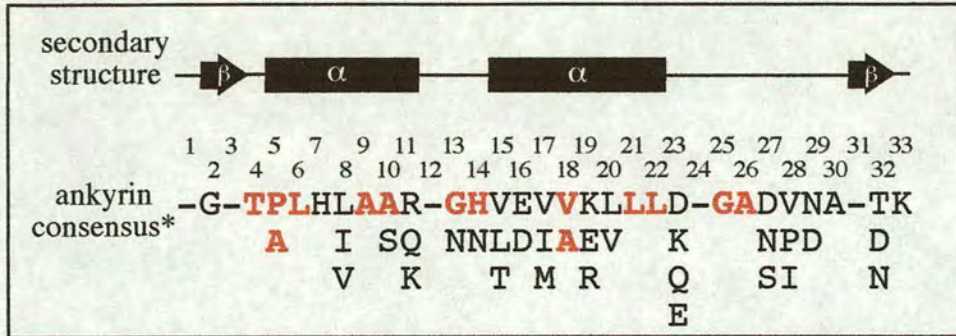 secondary
structure
β α α β
1 3 5 7 9 11 13 15 17 19 21 23 25 27 29 31 33
2 4 6 8 10 12 14 16 18 20 22 24 26 28 30 32
ankyrin
consensus*
-G-TPLHLAAR-GHVEVVKLLLD-GADVNA-TK
A I SQ NNLDIAEV K NPD D
V K T M R Q SI N
E